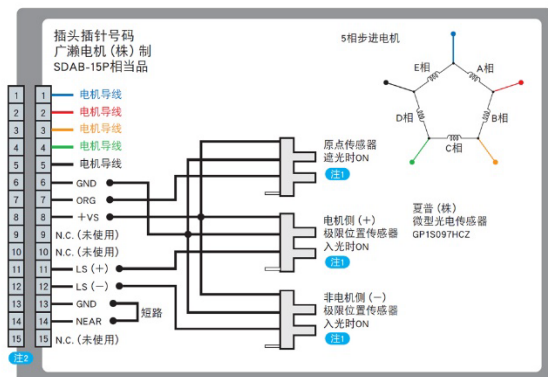 插头插针号码
广濑电机(株)制
SDAB-15P相当品
5相步进电机
E相
A相
D相
B相
C相
1 1 电机导线
2 2 电机导线
3 3 电机导线
4 4 电机导线
5 5 电机导线
6 6 GND
7 7 ORG
8 8 +VS
9 9 N.C.(未使用)
10 10 N.C.(未使用)
11 11 LS(+)
12 12 LS(-)
13 13 GND
短路
14 14 NEAR
15 15 N.C.(未使用)
注2
原点传感器
遮光时ON
注1
电机侧(+)
极限位置传感器
入光时ON
注1
非电机侧(-)
极限位置传感器
入光时ON
注1
夏普(株)
微型光电传感器
GP1S097HCZ